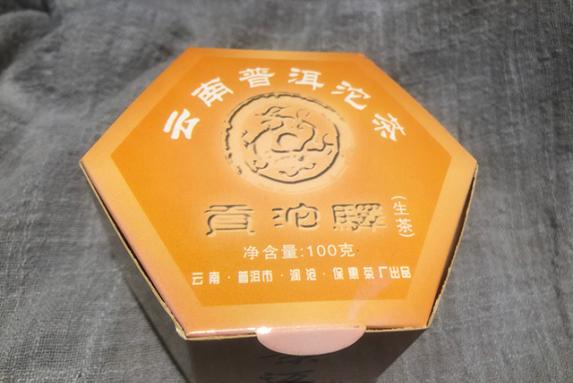 云南普洱沱茶
贡沱驿
(生茶)
净含量:100克
云南·普洱市·澜沧·保惠茶厂出品